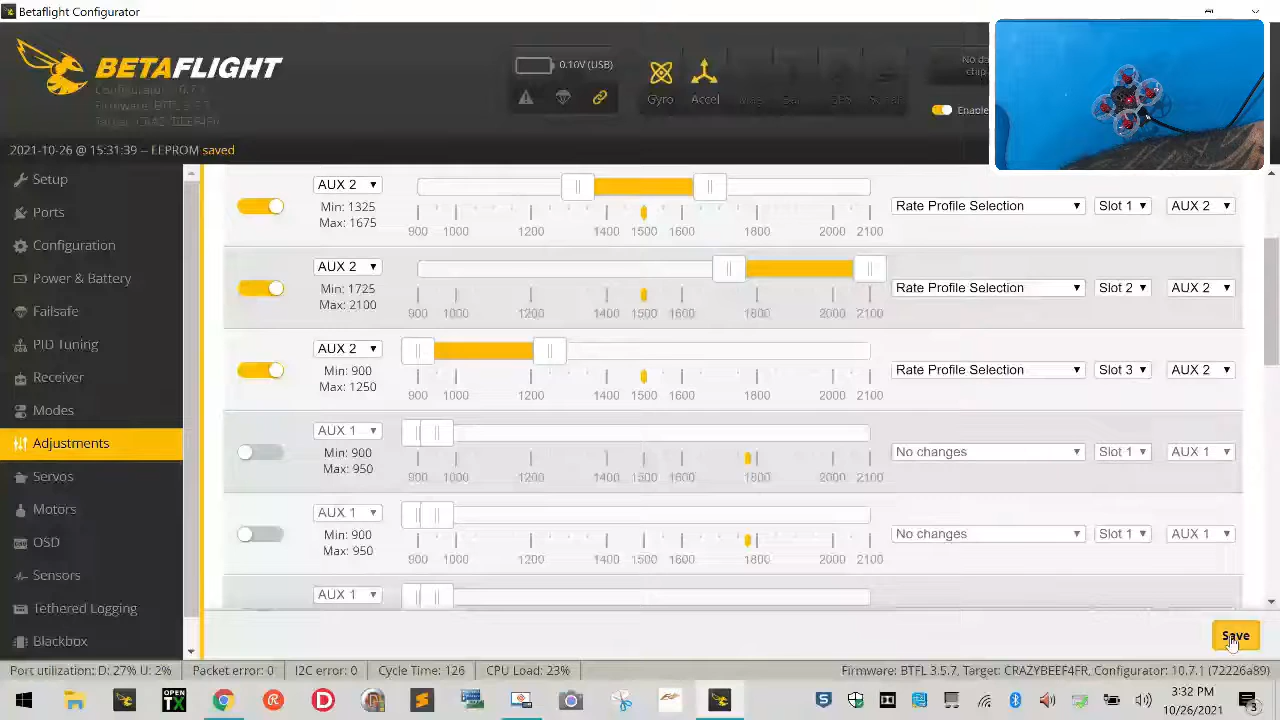 Betaflight Configurator
BETAFLIGHT
0.10V (USB)
Gyro
Accel
Enable
2021-10-26 @ 15:31:39 -- EEPROM saved
Setup
Ports
Configuration
Power & Battery
Failsafe
PID Tuning
Receiver
Modes
Adjustments
Servos
Motors
OSD
Sensors
Tethered Logging
Blackbox
AUX 2
Min: 1325
Max: 1675
900 1000 1200 1400 1500 1600 1800 2000 2100
Rate Profile Selection Slot 1 AUX 2
AUX 2
Min: 1725
Max: 2100
900 1000 1200 1400 1500 1600 1800 2000 2100
Rate Profile Selection Slot 2 AUX 2
AUX 2
Min: 900
Max: 1250
900 1000 1200 1400 1500 1600 1800 2000 2100
Rate Profile Selection Slot 3 AUX 2
AUX 1
Min: 900
Max: 950
900 1000 1200 1400 1500 1600 1800 2000 2100
No changes Slot 1 AUX 1
AUX 1
Min: 900
Max: 950
900 1000 1200 1400 1500 1600 1800 2000 2100
No changes Slot 1 AUX 1
AUX 1
Save
Port utilization: D: 27% U: 2% Packet error: 0 I2C error: 0 Cycle Time: 126 CPU Load: 23% Firmware: BTFL 3.5.7, Target: CRAZYBEEF4FR, Configurator: 10.7.1 (72226a89)
OPEN
TX
3:32 PM
10/26/2021
3